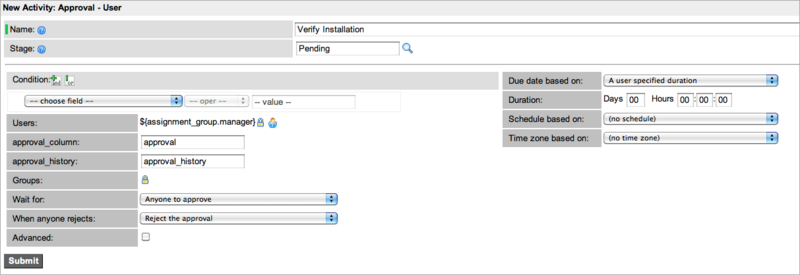 New Activity: Approval - User
Name: Verify Installation
Stage: Pending
Condition:
-- choose field -- -- oper -- -- value --
Users: ${assignment_group.manager}
approval_column: approval
approval_history: approval_history
Groups:
Wait for: Anyone to approve
When anyone rejects: Reject the approval
Advanced:
Submit
Due date based on: A user specified duration
Duration: Days 00 Hours 00 : 00 : 00
Schedule based on: (no schedule)
Time zone based on: (no time zone)